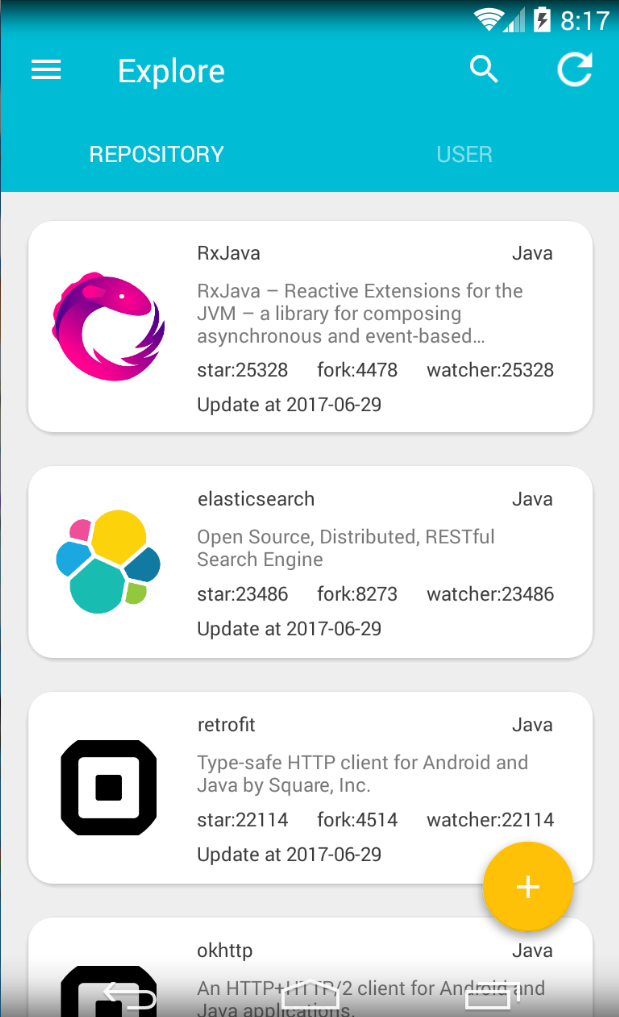 8:17
Explore
REPOSITORY USER
RxJava Java
RxJava – Reactive Extensions for the
JVM – a library for composing
asynchronous and event-based…
star:25328 fork:4478 watcher:25328
Update at 2017-06-29
elasticsearch Java
Open Source, Distributed, RESTful
Search Engine
star:23486 fork:8273 watcher:23486
Update at 2017-06-29
retrofit Java
Type-safe HTTP client for Android and
Java by Square, Inc.
star:22114 fork:4514 watcher:22114
Update at 2017-06-29
okhttp Java
An HTTP+HTTP/2 client for Android and
Java applications.